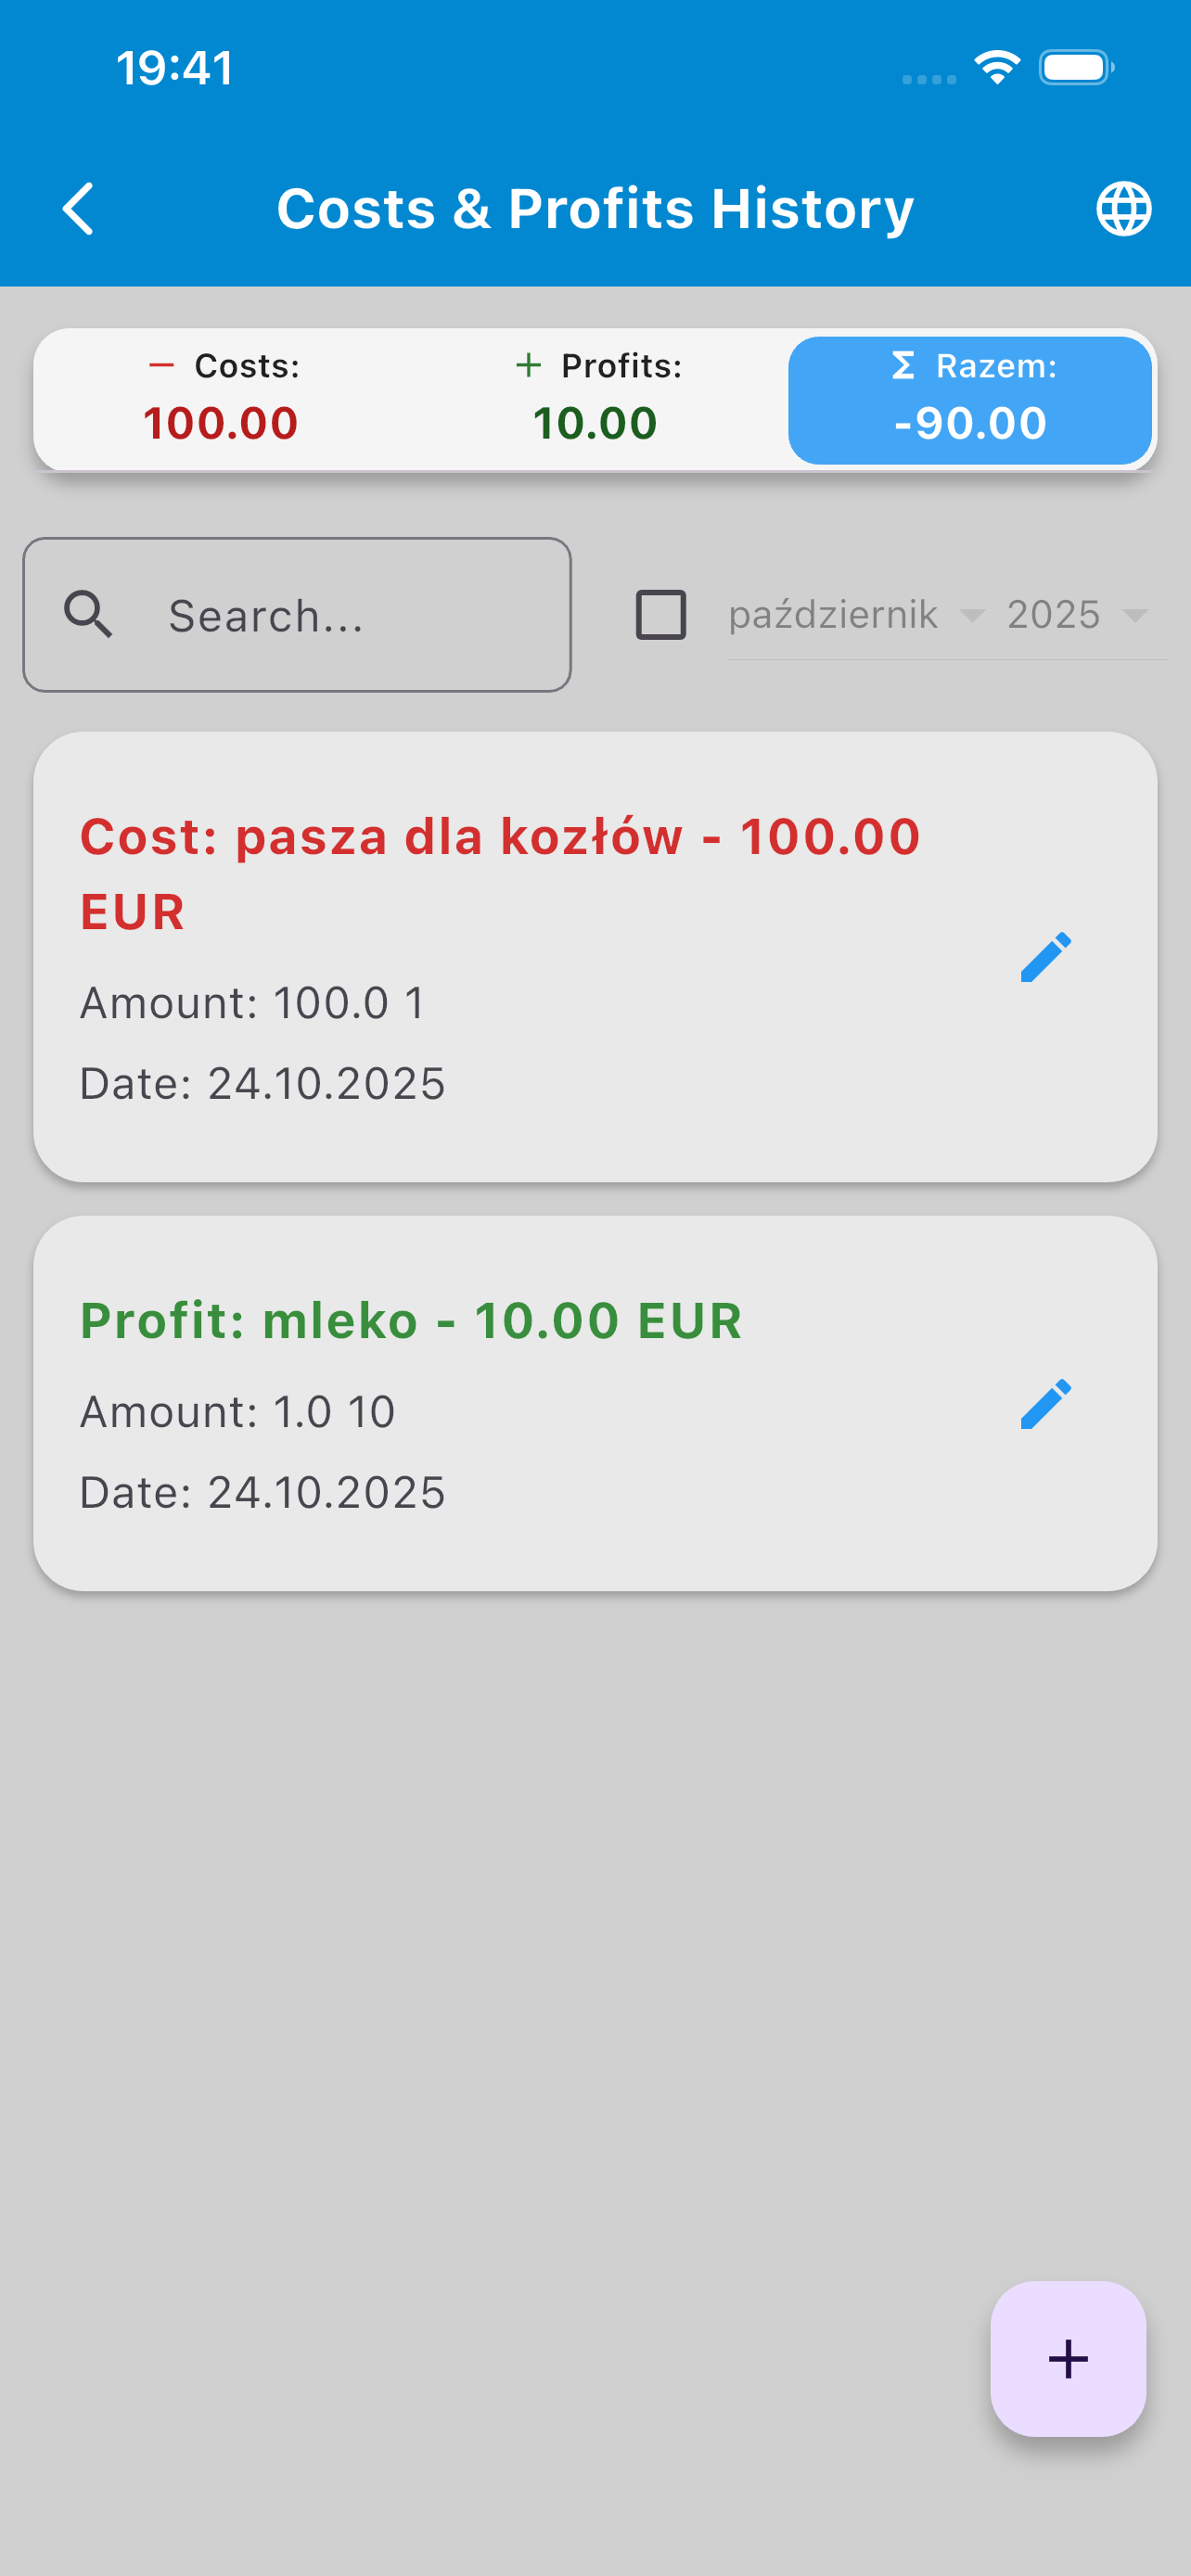 19:41
Costs & Profits History
Costs:
100.00
Profits:
10.00
Razem:
-90.00
Search...
październik
2025
Cost: pasza dla kozłów - 100.00
EUR
Amount: 100.0 1
Date: 24.10.2025
Profit: mleko - 10.00 EUR
Amount: 1.0 10
Date: 24.10.2025